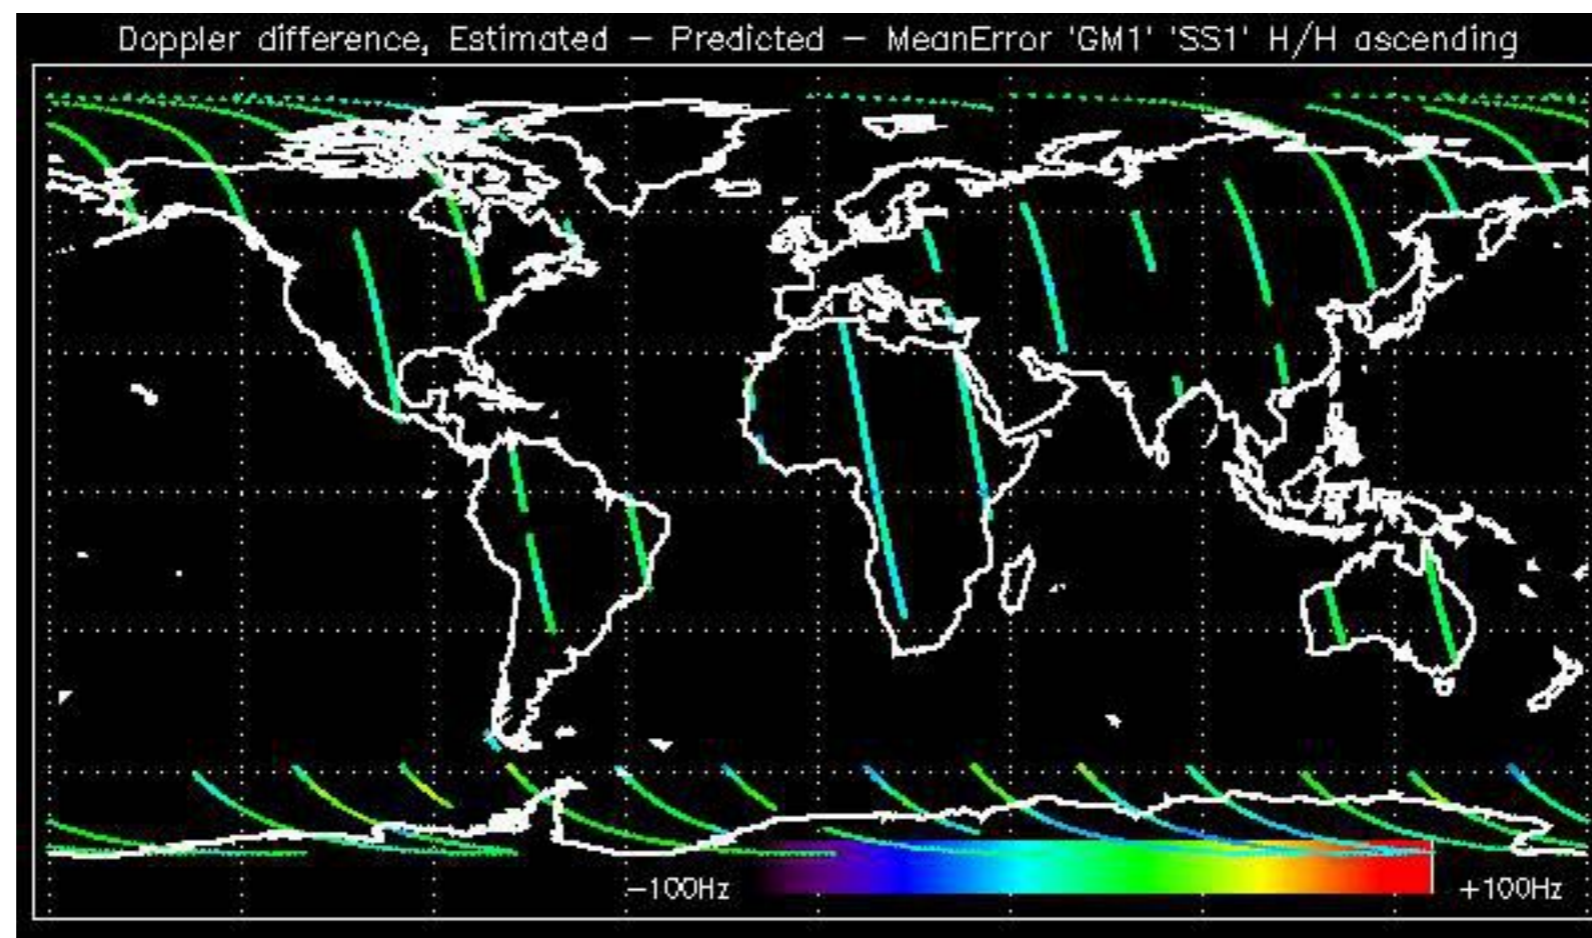 Doppler difference, Estimated − Predicted − MeanError 'GM1' 'SS1' H/H ascending
−100Hz
+100Hz